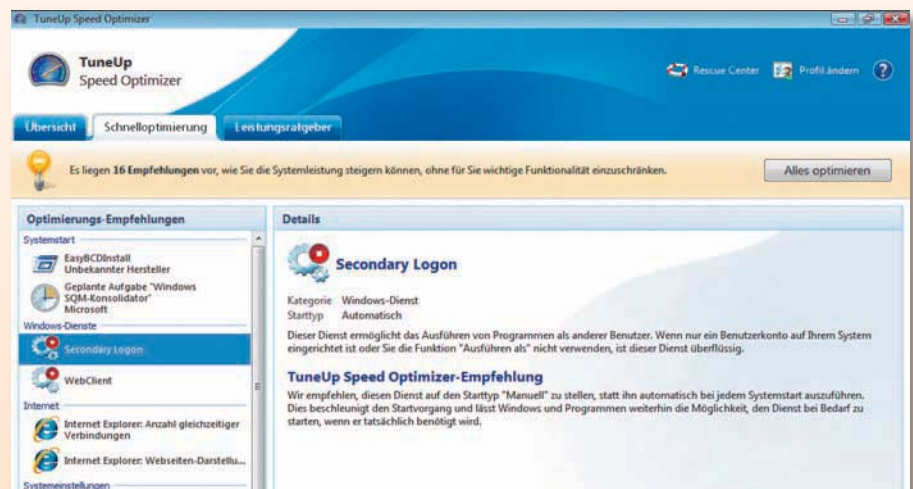 TuneUp Speed Optimizer
TuneUp
Speed Optimizer
Rescue Center
Profil ändern
?
Übersicht
Schnelloptimierung
Leistungsratgeber
Es liegen 16 Empfehlungen vor, wie Sie die Systemleistung steigern können, ohne für Sie wichtige Funktionalität einzuschränken.
Alles optimieren
Optimierungs-Empfehlungen
Systemstart
EasyBCDInstall
Unbekannter Hersteller
Geplante Aufgabe "Windows
SQM-Konsolidator"
Microsoft
Windows-Dienste
Secondary Logon
WebClient
Internet
Internet Explorer: Anzahl gleichzeitiger
Verbindungen
Internet Explorer: Webseiten-Darstellu...
Systemeinstellungen
Details
Secondary Logon
Kategorie Windows-Dienst
Starttyp Automatisch
Dieser Dienst ermöglicht das Ausführen von Programmen als anderer Benutzer. Wenn nur ein Benutzerkonto auf Ihrem System
eingerichtet ist oder Sie die Funktion "Ausführen als" nicht verwenden, ist dieser Dienst überflüssig.
TuneUp Speed Optimizer-Empfehlung
Wir empfehlen, diesen Dienst auf den Starttyp "Manuell" zu stellen, statt ihn automatisch bei jedem Systemstart auszuführen.
Dies beschleunigt den Startvorgang und lässt Windows und Programmen weiterhin die Möglichkeit, den Dienst bei Bedarf zu
starten, wenn er tatsächlich benötigt wird.